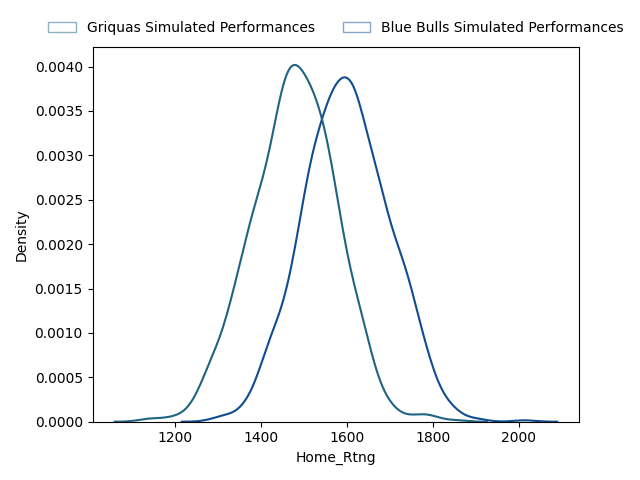 Griquas Simulated Performances Blue Bulls Simulated Performances
0.0040
0.0035
0.0030
0.0025
0.0020
0.0015
0.0010
0.0005
0.0000
Density
1200 1400 1600 1800 2000
Home_Rtng